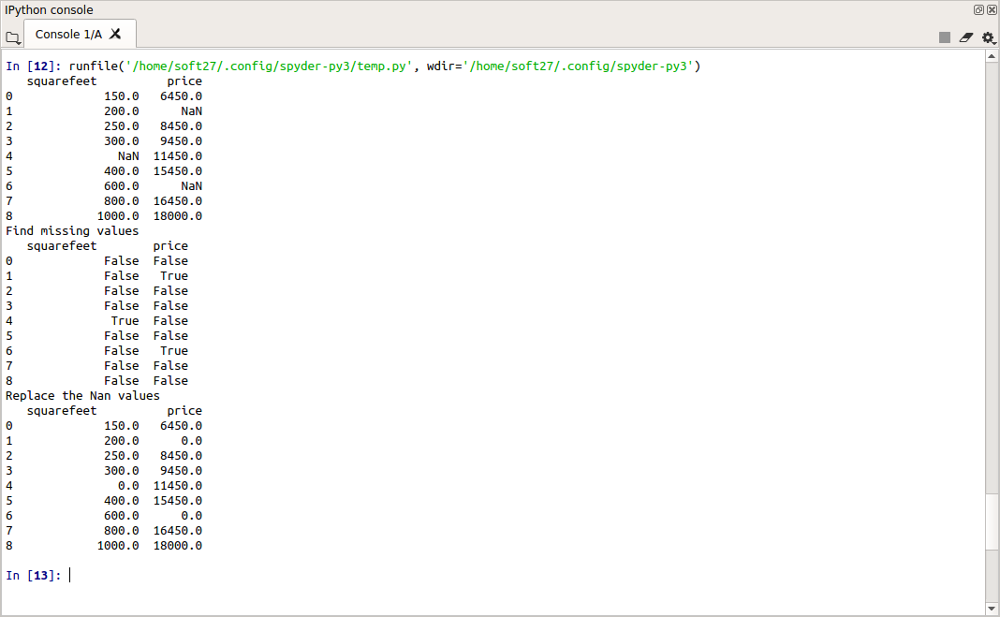 IPython console
Console 1/A
In [12]: runfile('/home/soft27/.config/spyder-py3/temp.py', wdir='/home/soft27/.config/spyder-py3')
   squarefeet          price
0             150.0   6450.0
1             200.0      NaN
2             250.0   8450.0
3             300.0   9450.0
4               NaN  11450.0
5             400.0  15450.0
6             600.0      NaN
7             800.0  16450.0
8            1000.0  18000.0
Find missing values
   squarefeet        price
0             False  False
1             False   True
2             False  False
3             False  False
4              True  False
5             False  False
6             False   True
7             False  False
8             False  False
Replace the Nan values
   squarefeet          price
0             150.0   6450.0
1             200.0      0.0
2             250.0   8450.0
3             300.0   9450.0
4               0.0  11450.0
5             400.0  15450.0
6             600.0      0.0
7             800.0  16450.0
8            1000.0  18000.0
In [13]: